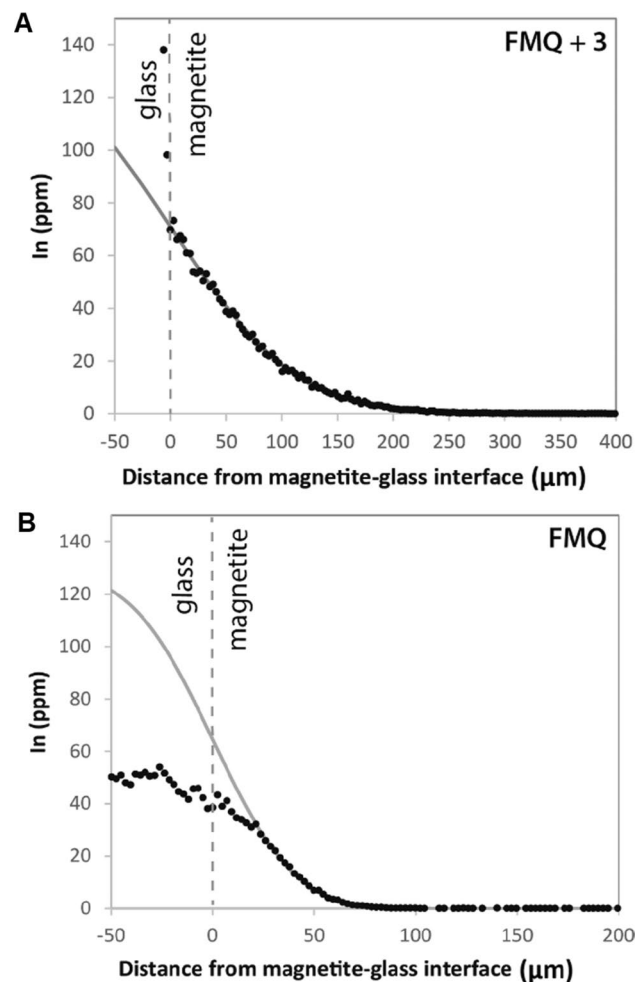 A
FMQ + 3
glass
magnetite
In (ppm)
140
120
100
80
60
40
20
0
-50 0 50 100 150 200 250 300 350 400
Distance from magnetite-glass interface (μm)
B
FMQ
glass
magnetite
In (ppm)
140
120
100
80
60
40
20
0
-50 0 50 100 150 200
Distance from magnetite-glass interface (μm)